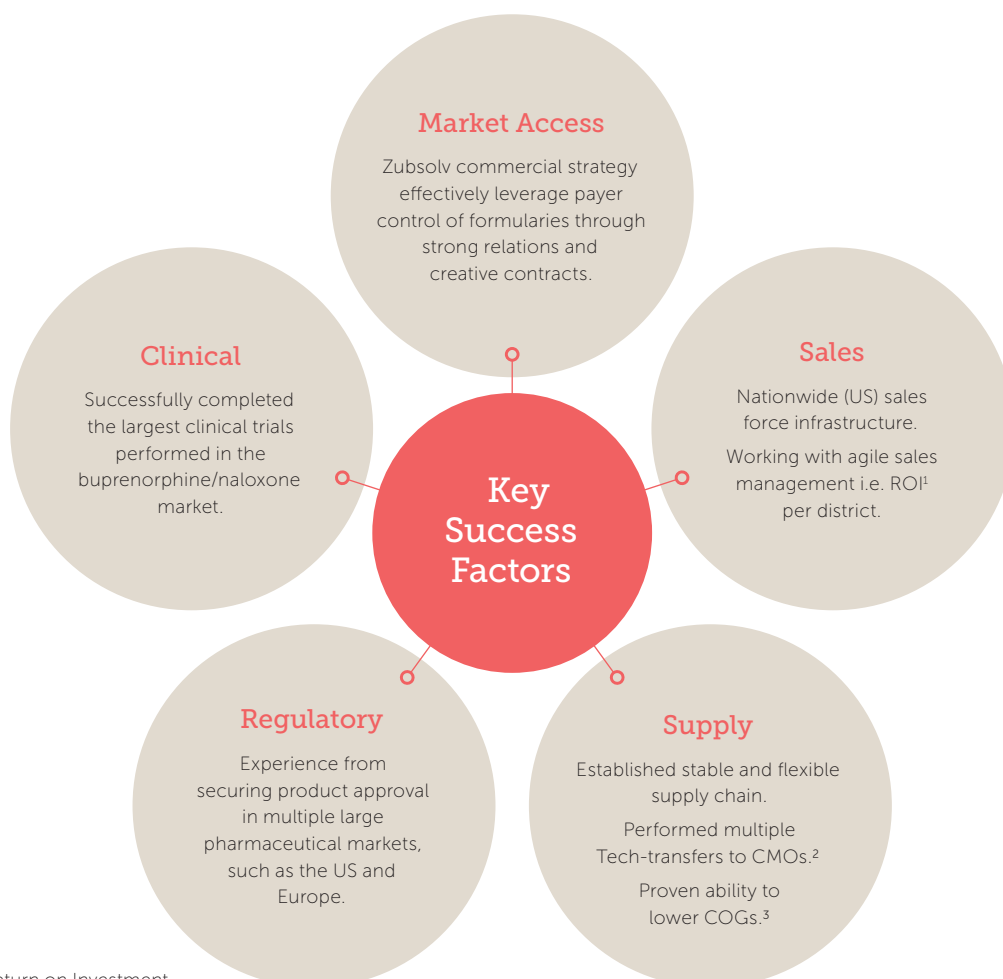 Market Access
Zubsolv commercial strategy
effectively leverage payer
control of formularies through
strong relations and
creative contracts.
Clinical
Successfully completed
the largest clinical trials
performed in the
buprenorphine/naloxone
market.
Sales
Nationwide (US) sales
force infrastructure.
Working with agile sales
management i.e. ROI¹
per district.
Key
Success
Factors
Regulatory
Experience from
securing product approval
in multiple large
pharmaceutical markets,
such as the US and
Europe.
Supply
Established stable and flexible
supply chain.
Performed multiple
Tech-transfers to CMOs.²
Proven ability to
lower COGs.³
on Investment